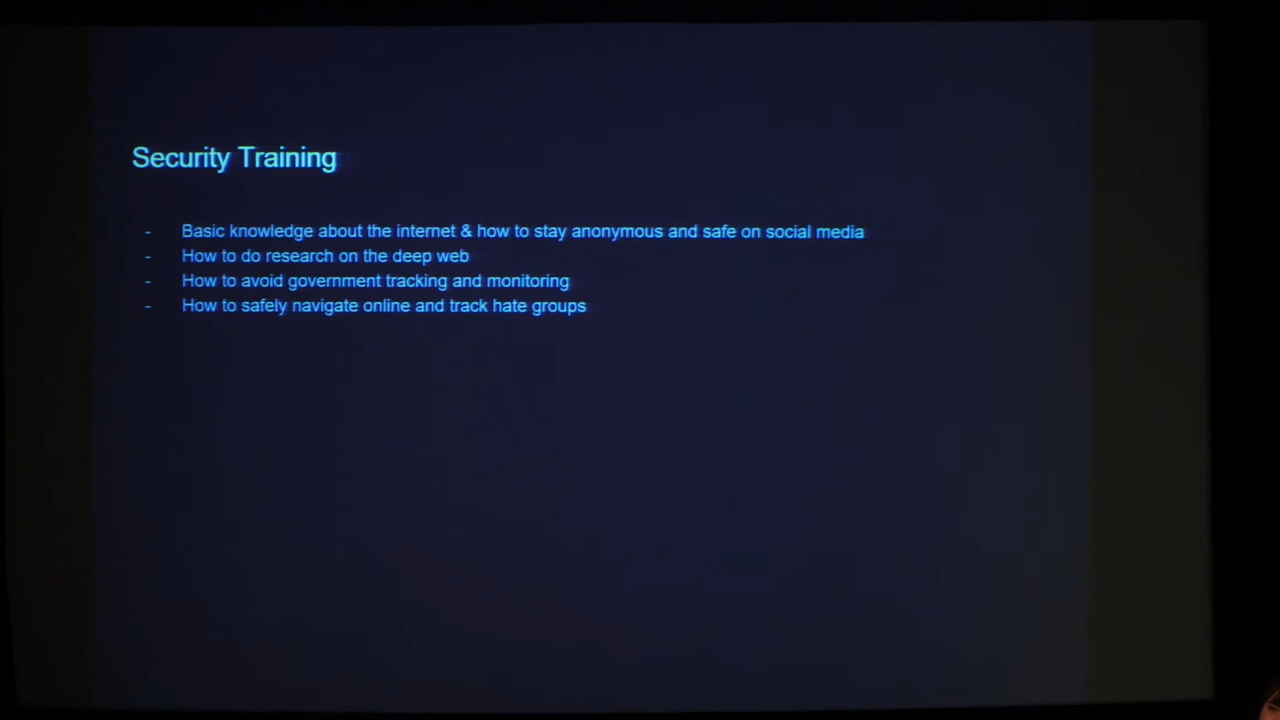 Security Training
- Basic knowledge about the internet & how to stay anonymous and safe on social media
- How to do research on the deep web
- How to avoid government tracking and monitoring
- How to safely navigate online and track hate groups